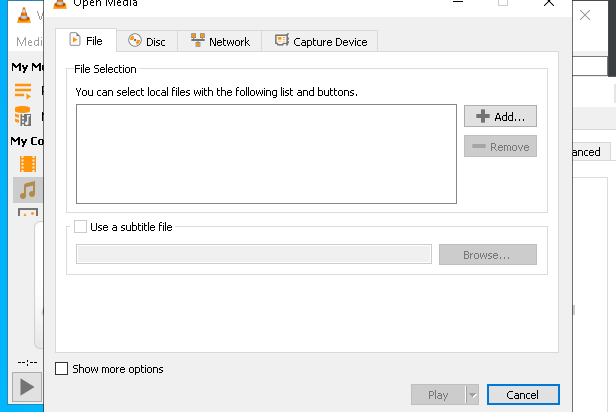 Open Media
Medi
File
Disc
Network
Capture Device
My M
File Selection
You can select local files with the following list and buttons.
Add...
Remove
My Co
anced
Use a subtitle file
Browse...
--:--
Show more options
Play
Cancel